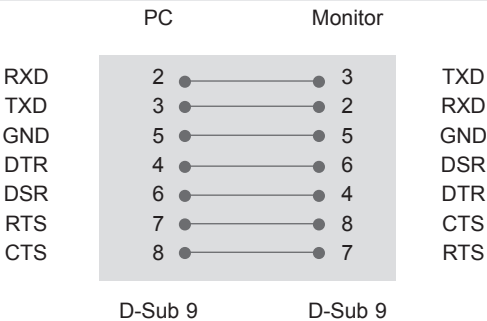 PC Monitor
RXD 2 3 TXD
TXD 3 2 RXD
GND 5 5 GND
DTR 4 6 DSR
DSR 6 4 DTR
RTS 7 8 CTS
CTS 8 7 RTS
D-Sub 9 D-Sub 9